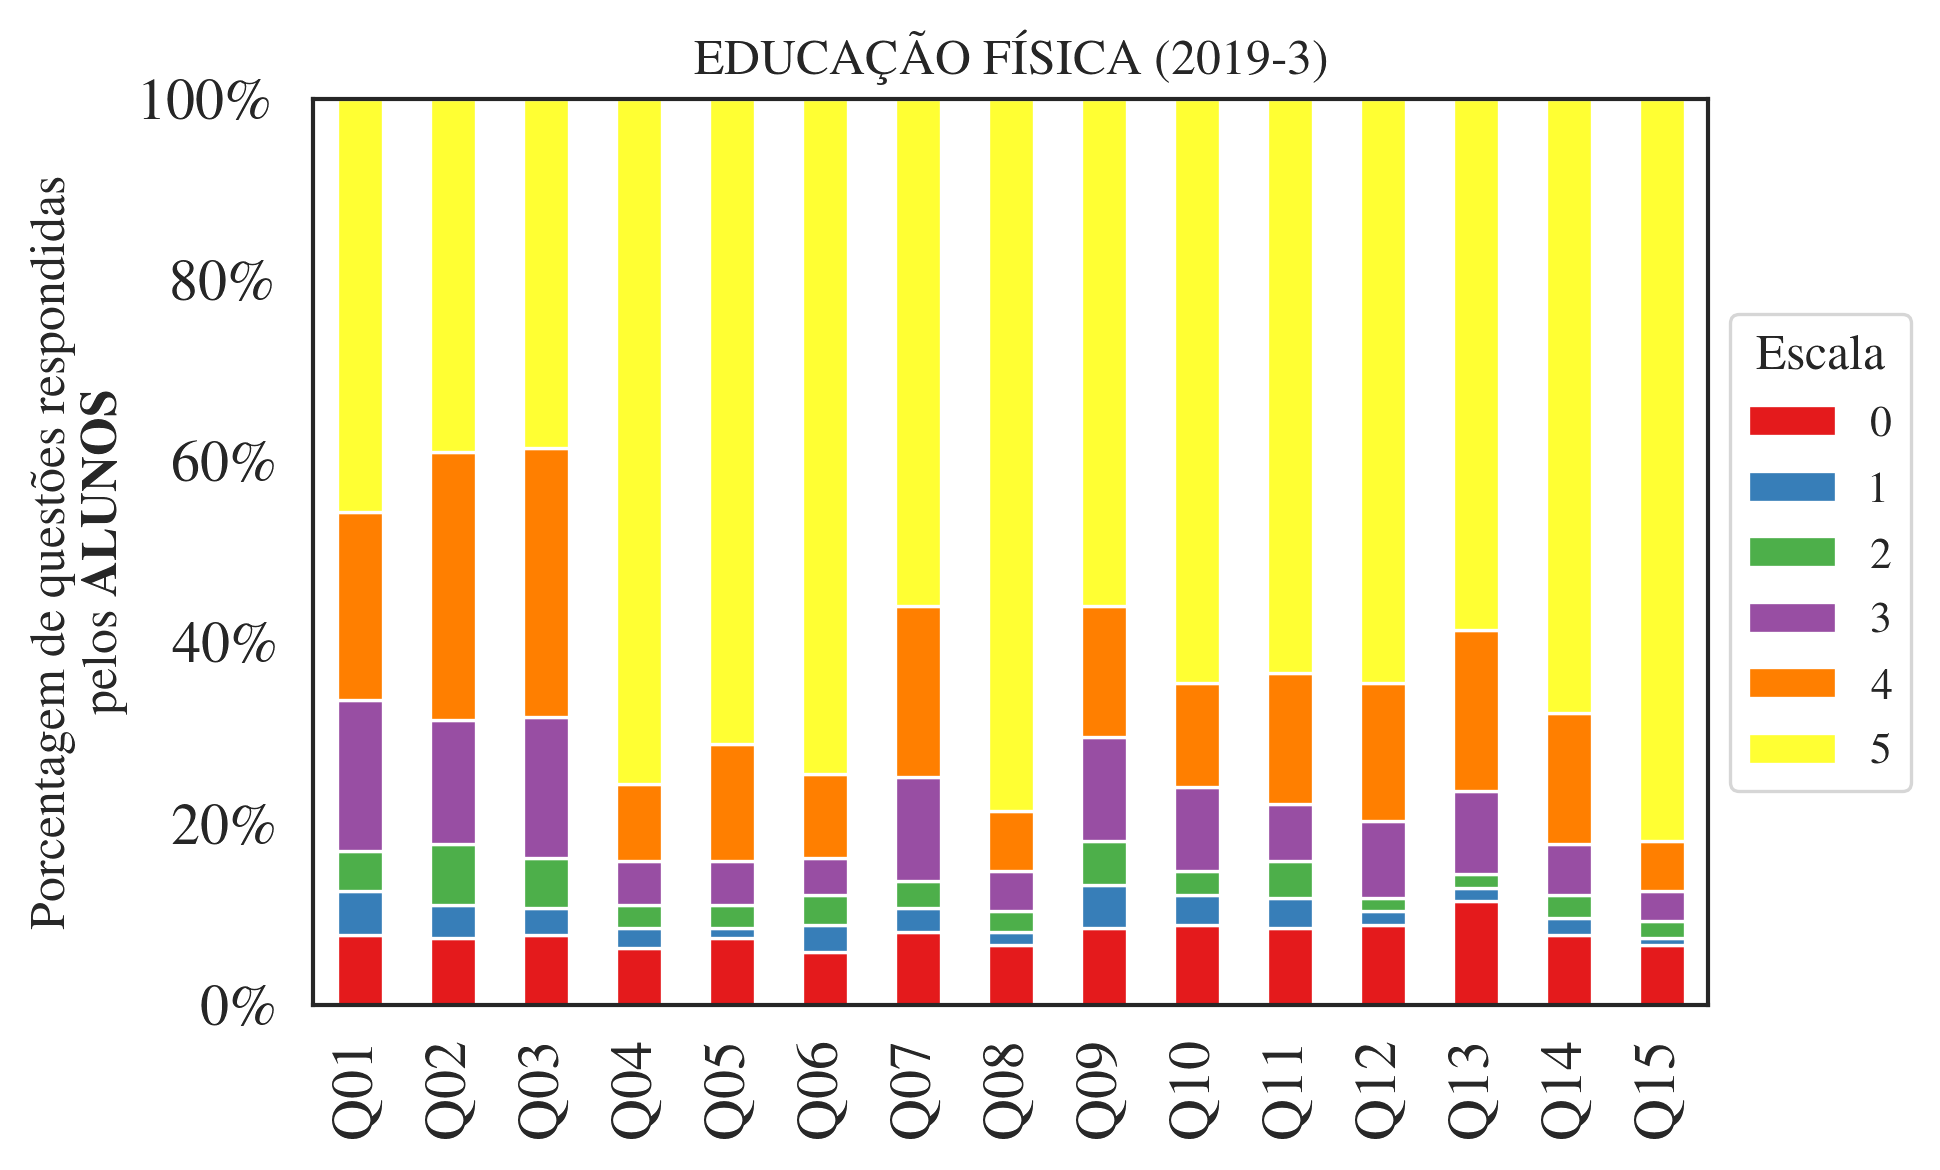 EDUCAÇÃO FÍSICA (2019-3)
Porcentagem de questões respondidas
pelos ALUNOS
100%
80%
60%
40%
20%
0%
Q01
Q02
Q03
Q04
Q05
Q06
Q07
Q08
Q09
Q10
Q11
Q12
Q13
Q14
Q15
Escala
0
1
2
3
4
5